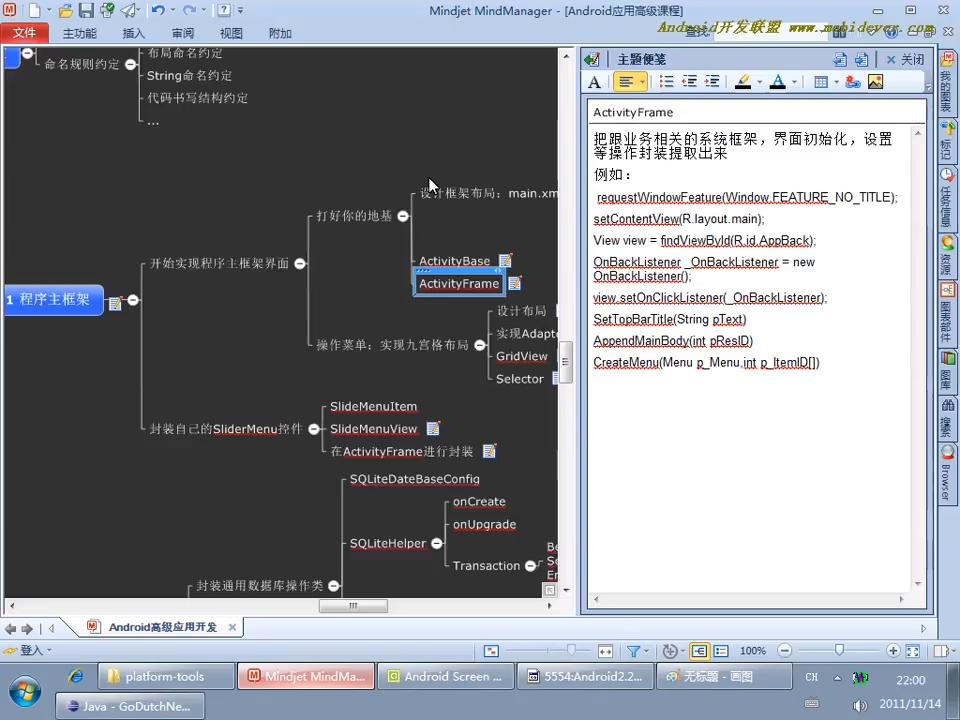 Mindjet MindManager - [Android应用高级课程]
Android开发联盟 www.mobidever.com
文件
主功能
插入
审阅
视图
附加
命名规则约定
布局命名约定
String命名约定
代码书写结构约定
...
1 程序主框架
开始实现程序主框架界面
打好你的地基
设计框架布局：main.xm
ActivityBase
ActivityFrame
操作菜单：实现九宫格布局
设计布局
实现Adapt
GridView
Selector
封装自己的SliderMenu控件
SlideMenuItem
SlideMenuView
在ActivityFrame进行封装
封装通用数据库操作类
SQLiteDateBaseConfig
SQLiteHelper
onCreate
onUpgrade
Transaction
Be
Se
En
主题便笺
关闭
ActivityFrame
把跟业务相关的系统框架，界面初始化，设置
等操作封装提取出来
例如：
requestWindowFeature(Window.FEATURE_NO_TITLE);
setContentView(R.layout.main);
View view = findViewById(R.id.AppBack);
OnBackListener _OnBackListener = new
OnBackListener();
view.setOnClickListener(_OnBackListener);
SetTopBarTitle(String pText)
AppendMainBody(int pResID)
CreateMenu(Menu p_Menu,int p_ItemID[])
我的图表
标记
任务信息
资源
图表部件
图库
搜索
Browser
Android高级应用开发
登入
100%
platform-tools
Mindjet MindMa...
Android Screen ...
5554:Android2.2...
无标题 - 画图
CH
22:00
Java - GoDutchNe...
2011/11/14